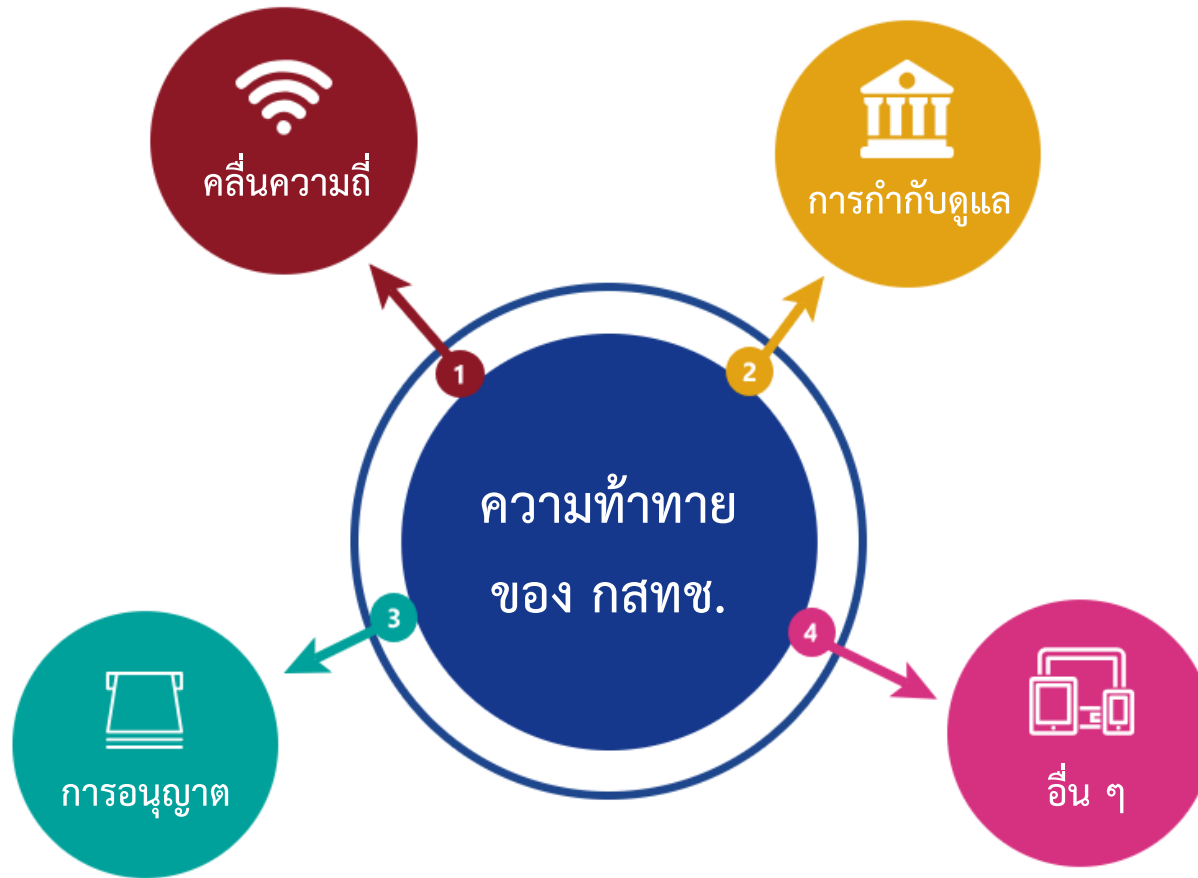 คลื่นความถี่
การกำกับดูแล
1
2
ความท้าทาย
ของ กสทช.
3
4
การอนุญาต
อื่น ๆ